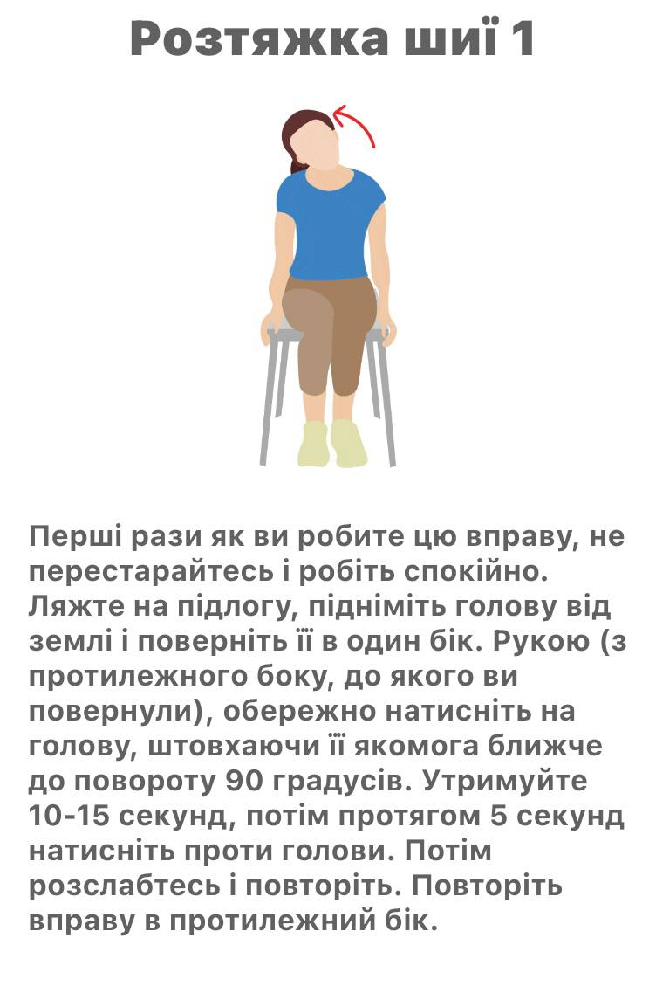 Розтяжка шиї 1
Перші рази як ви робите цю вправу, не
перестарайтесь і робіть спокійно.
Ляжте на підлогу, підніміть голову від
землі і поверніть її в один бік. Рукою (з
протилежного боку, до якого ви
повернули), обережно натисніть на
голову, штовхаючи її якомога ближче
до повороту 90 градусів. Утримуйте
10-15 секунд, потім протягом 5 секунд
натисніть проти голови. Потім
розслабтесь і повторіть. Повторіть
вправу в протилежний бік.